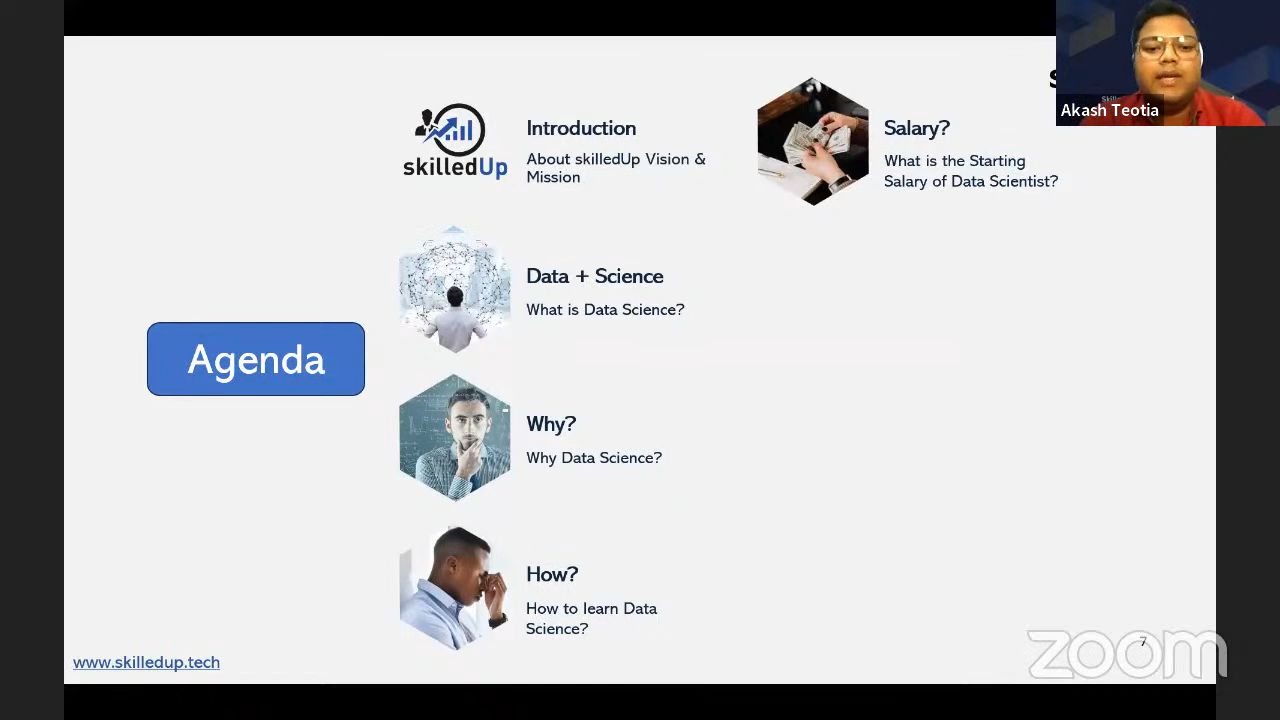 Agenda
skilledUp
Introduction
About skilledUp Vision &
Mission
Data + Science
What is Data Science?
Why?
Why Data Science?
How?
How to learn Data
Science?
Salary?
What is the Starting
Salary of Data Scientist?
Akash Teotia
www.skilledup.tech
7
zoom